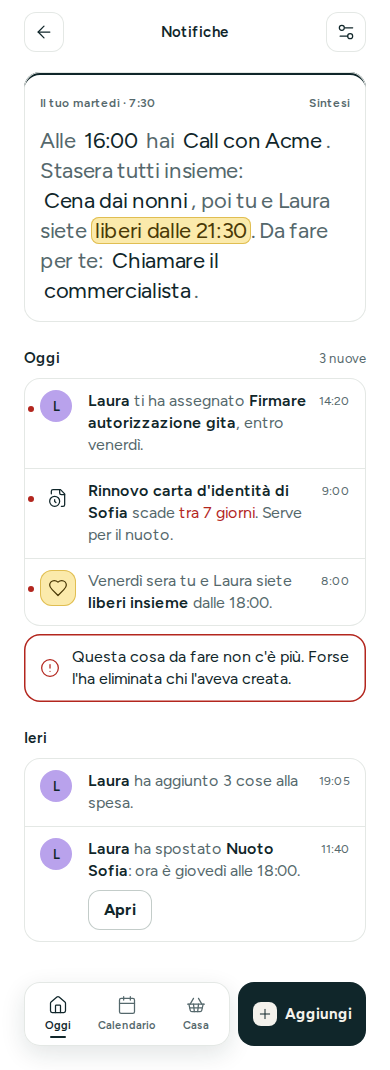 Notifiche
Il tuo martedì · 7:30
Sintesi
Alle 16:00 hai Call con Acme.
Stasera tutti insieme:
Cena dai nonni, poi tu e Laura
siete liberi dalle 21:30. Da fare
per te: Chiamare il
commercialista.
Oggi
3 nuove
L
Laura ti ha assegnato Firmare
autorizzazione gita, entro
venerdì.
14:20
Rinnovo carta d'identità di
Sofia scade tra 7 giorni. Serve
per il nuoto.
9:00
Venerdì sera tu e Laura siete
liberi insieme dalle 18:00.
8:00
Questa cosa da fare non c'è più. Forse
l'ha eliminata chi l'aveva creata.
Ieri
L
Laura ha aggiunto 3 cose alla
spesa.
19:05
L
Laura ha spostato Nuoto
Sofia: ora è giovedì alle 18:00.
11:40
Apri
Oggi
Calendario
Casa
Aggiungi